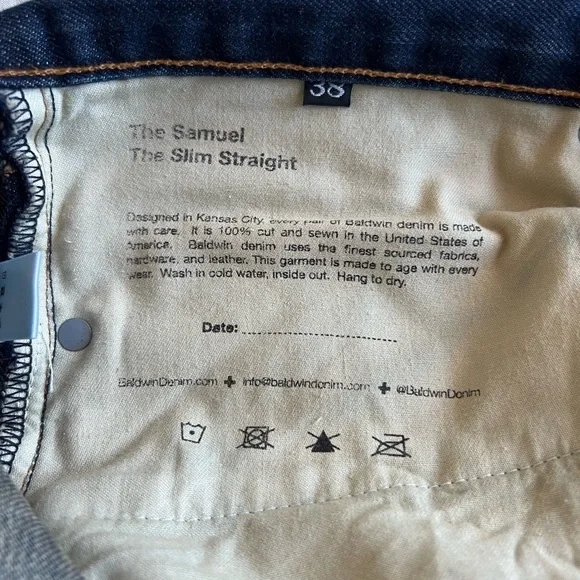 38
The Samuel
The Slim Straight
Designed in Kansas City, every pair of Baldwin denim is made
with care. It is 100% cut and sewn in the United States of
America. Baldwin denim uses the finest sourced fabrics,
hardware, and leather. This garment is made to age with every
wear. Wash in cold water, inside out. Hang to dry.
Date:
BaldwinDenim.com + info@baldwindenim.com + @BaldwinDenim